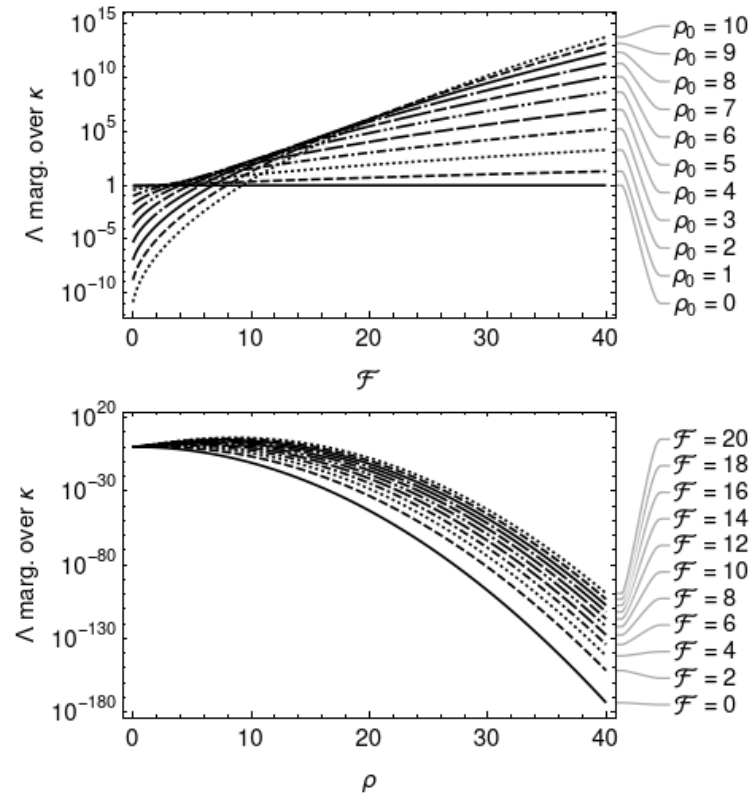 10^15
10^10
10^5
1
10^−5
10^−10
Λ marg. over κ
0 10 20 30 40
ℱ
ρ₀ = 10
ρ₀ = 9
ρ₀ = 8
ρ₀ = 7
ρ₀ = 6
ρ₀ = 5
ρ₀ = 4
ρ₀ = 3
ρ₀ = 2
ρ₀ = 1
ρ₀ = 0
10^20
10^−30
10^−80
10^−130
10^−180
Λ marg. over κ
0 10 20 30 40
ρ
ℱ = 20
ℱ = 18
ℱ = 16
ℱ = 14
ℱ = 12
ℱ = 10
ℱ = 8
ℱ = 6
ℱ = 4
ℱ = 2
ℱ = 0